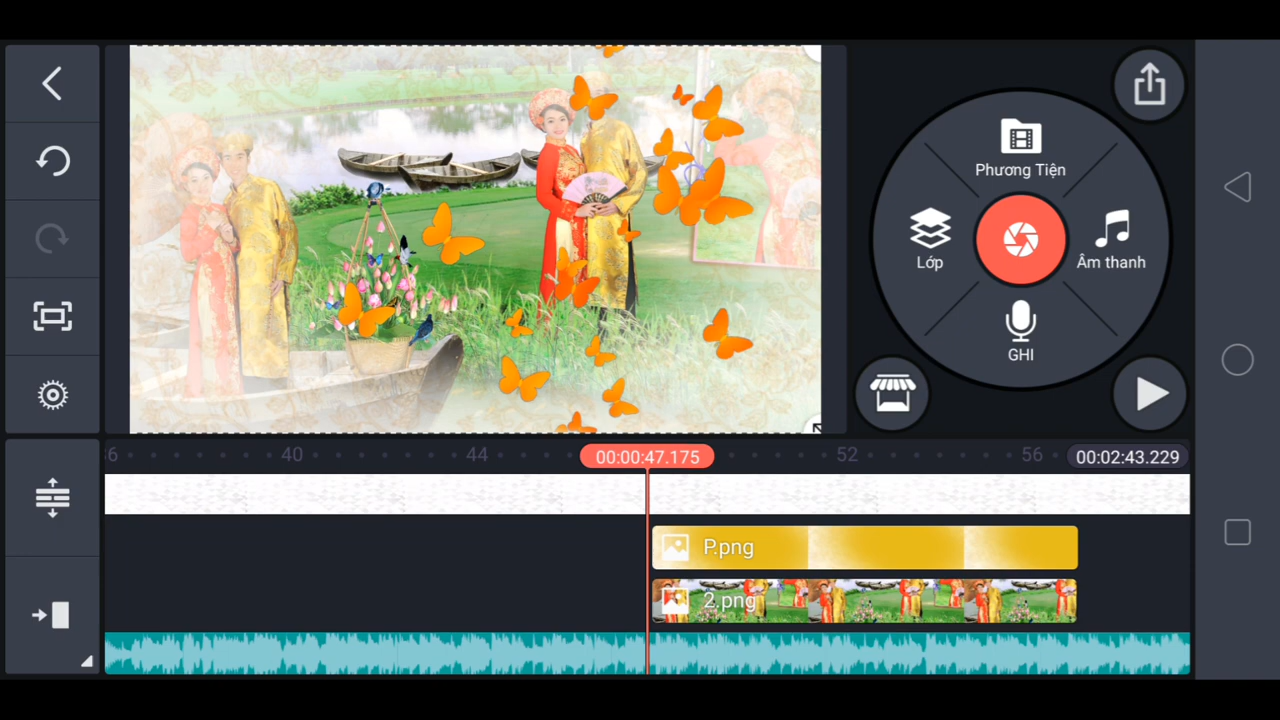 Phương Tiện
Lớp
Âm thanh
GHI
6
40
44
00:00:47.175
52
56
00:02:43.229
P.png
2.png